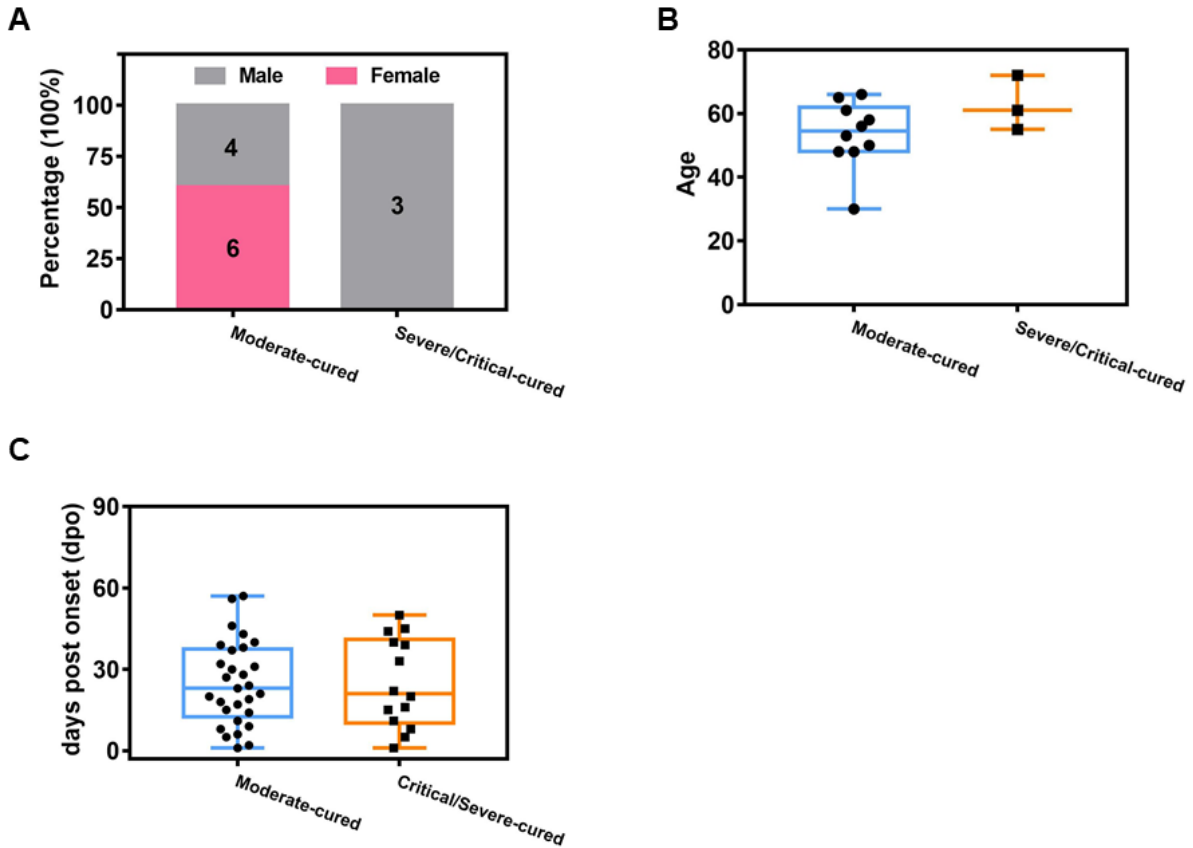 A
Percentage (100%)
100
75
50
25
0
Male Female
4
6
3
Moderate-cured
Severe/Critical-cured
B
Age
80
60
40
20
0
Moderate-cured
Severe/Critical-cured
C
days post onset (dpo)
90
60
30
0
Moderate-cured
Critical/Severe-cured